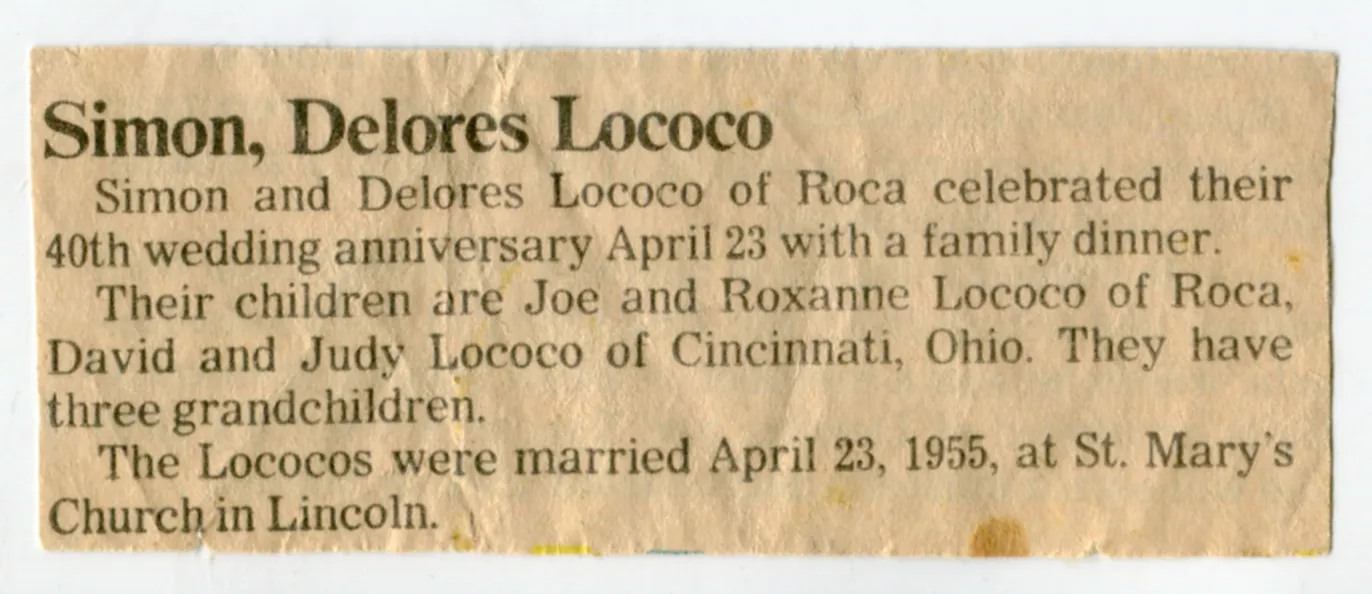 Simon, Delores Lococo
Simon and Delores Lococo of Roca celebrated their
40th wedding anniversary April 23 with a family dinner.
Their children are Joe and Roxanne Lococo of Roca,
David and Judy Lococo of Cincinnati, Ohio. They have
three grandchildren.
The Lococos were married April 23, 1955, at St. Mary's
Church in Lincoln.